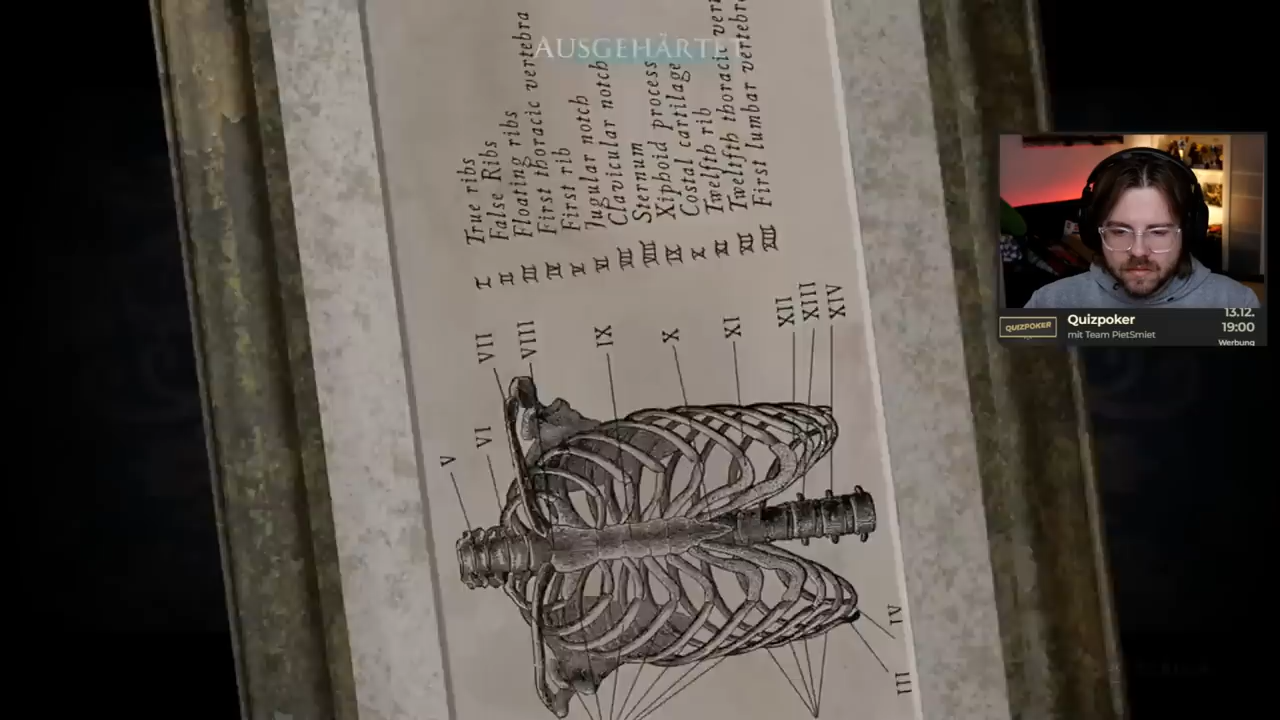 AUSGEHÄRTET
I True ribs
II False Ribs
III Floating ribs
IV First thoracic vertebra
V First rib
VI Jugular notch
VII Clavicular notch
VIII Sternum
IX Xiphoid process
X Costal cartilage
XI Twelfth rib
XII Tweltfth thoracic
XIII First lumbar vertebra
V
VI
VII
VIII
IX
X
XI
XII
XIII
XIV
IV
III
QUIZPOKER
Quizpoker
mit Team PietSmiet
13.12.
19:00
Werbung